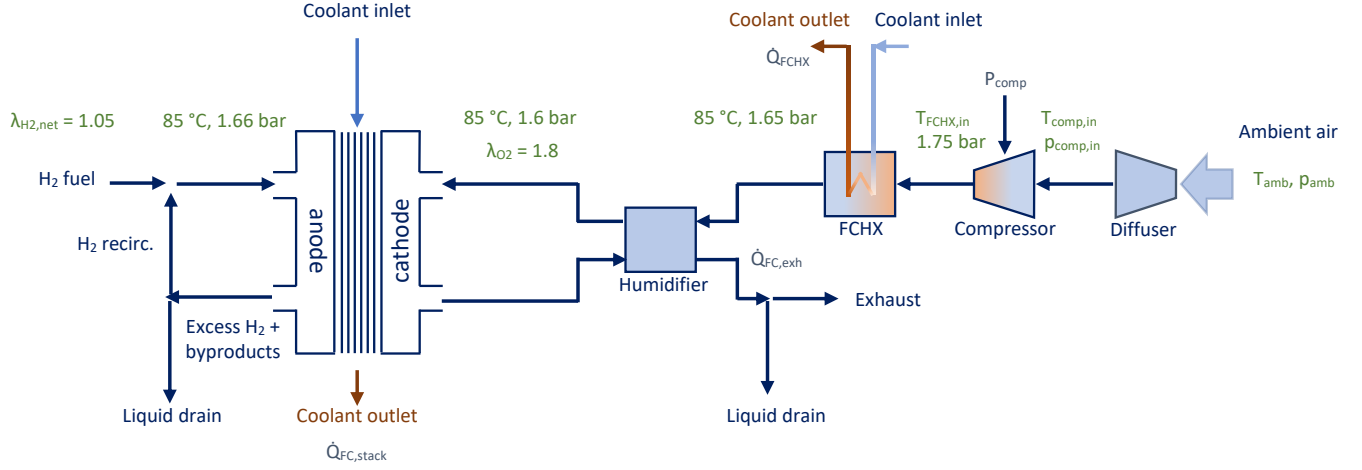 Coolant inlet
Coolant outlet
Coolant inlet
Q̇FCHX
Pcomp
λH2,net = 1.05
85 °C, 1.66 bar
85 °C, 1.6 bar
λO2 = 1.8
85 °C, 1.65 bar
TFCHX,in
1.75 bar
Tcomp,in
pcomp,in
Ambient air
Tamb, pamb
H2 fuel
anode
cathode
FCHX
Compressor
Diffuser
H2 recirc.
Q̇FC,exh
Humidifier
Exhaust
Excess H2 +
byproducts
Liquid drain
Coolant outlet
Liquid drain
Q̇FC,stack